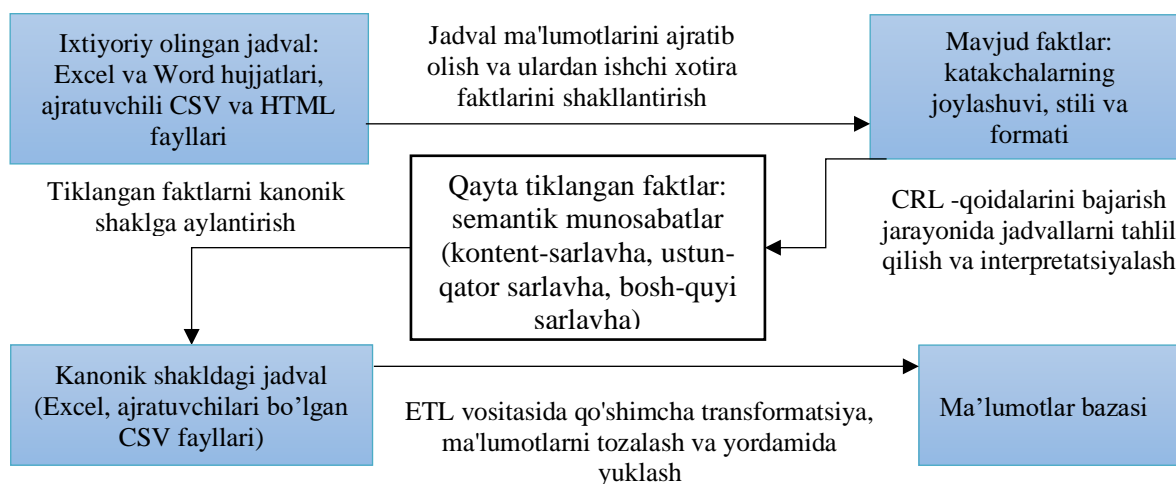 Ixtiyoriy olingan jadval:
Excel va Word hujjatlari,
ajratuvchili CSV va HTML
fayllari
Jadval ma'lumotlarini ajratib
olish va ulardan ishchi xotira
faktlarini shakllantirish
Mavjud faktlar:
katakchalarning
joylashuvi, stili va
formati
Tiklangan faktlarni kanonik
shaklga aylantirish
Qayta tiklangan faktlar:
semantik munosabatlar
(kontent-sarlavha, ustun-
qator sarlavha, bosh-quyi
sarlavha)
CRL -qoidalarini bajarish
jarayonida jadvallarni tahlil
qilish va interpretatsiyalash
Kanonik shakldagi jadval
(Excel, ajratuvchilari bo’lgan
CSV fayllari)
ETL vositasida qo'shimcha transformatsiya,
ma'lumotlarni tozalash va yordamida
yuklash
Ma’lumotlar bazasi